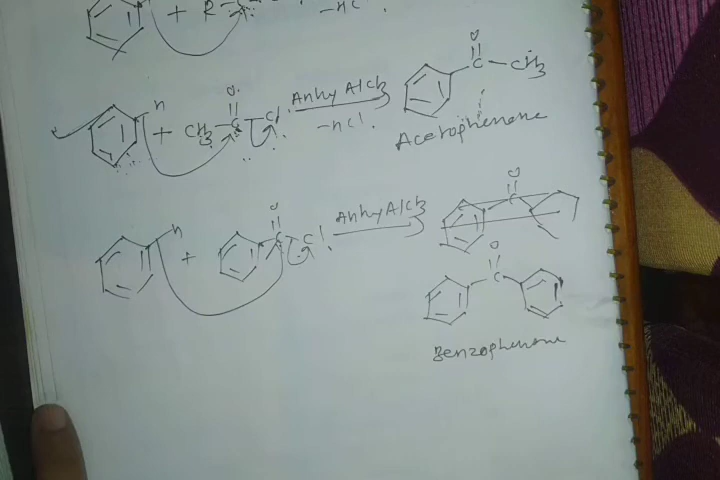 + R - C
-HCl.
H + CH3 - C - Cl Anhy AlCl3 C - CH3
O O
-HCl.
Acetophenone
H + C - Cl Anhy AlCl3 C
O O
C
O
Benzophenone